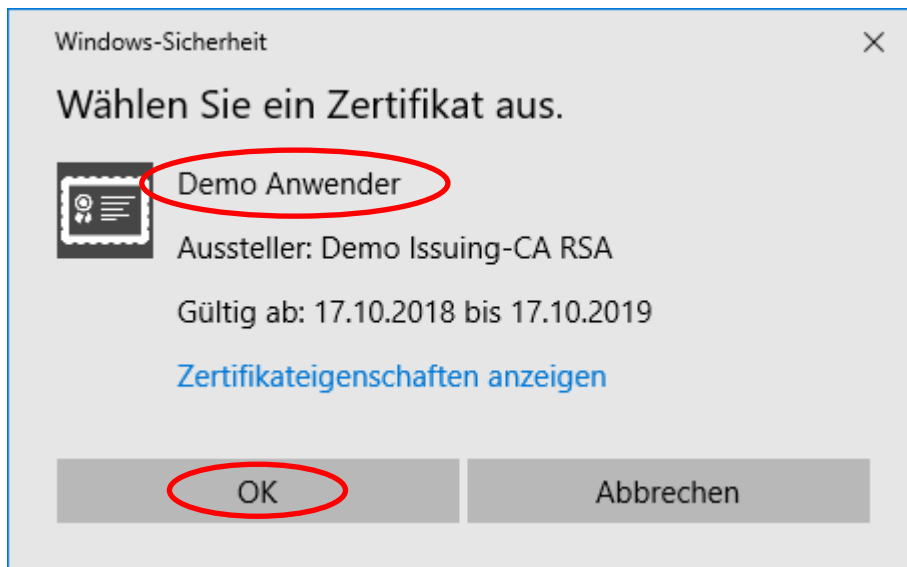 Windows-Sicherheit
Wählen Sie ein Zertifikat aus.
Demo Anwender
Aussteller: Demo Issuing-CA RSA
Gültig ab: 17.10.2018 bis 17.10.2019
Zertifikateigenschaften anzeigen
OK
Abbrechen